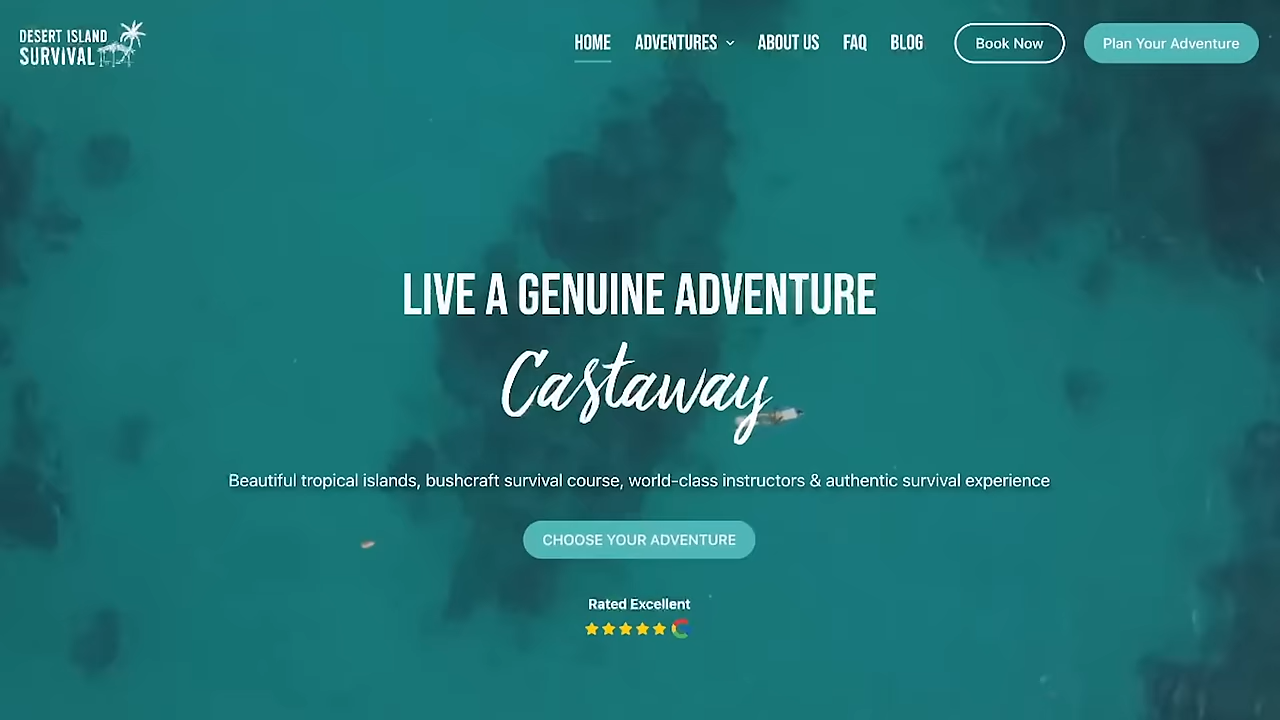 DESERT ISLAND
SURVIVAL
HOME
ADVENTURES
ABOUT US
FAQ
BLOG
Book Now
Plan Your Adventure
LIVE A GENUINE ADVENTURE
Castaway
Beautiful tropical islands, bushcraft survival course, world-class instructors & authentic survival experience
CHOOSE YOUR ADVENTURE
Rated Excellent